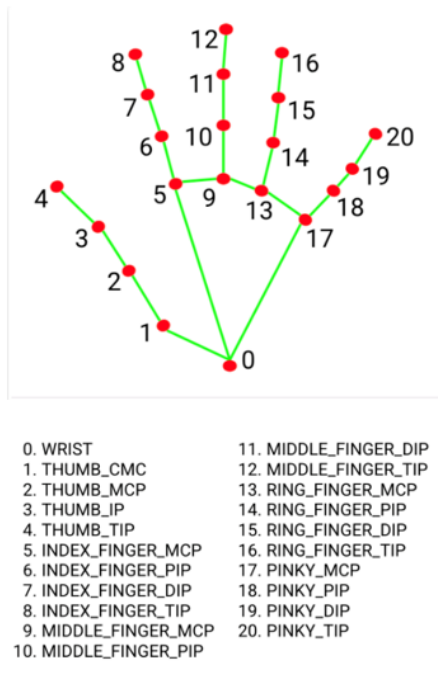 12
8
16
11
7
15
10
6
20
14
19
4
5
9
18
13
3
17
2
1
0
0. WRIST
1. THUMB_CMC
2. THUMB_MCP
3. THUMB_IP
4. THUMB_TIP
5. INDEX_FINGER_MCP
6. INDEX_FINGER_PIP
7. INDEX_FINGER_DIP
8. INDEX_FINGER_TIP
9. MIDDLE_FINGER_MCP
10. MIDDLE_FINGER_PIP
11. MIDDLE_FINGER_DIP
12. MIDDLE_FINGER_TIP
13. RING_FINGER_MCP
14. RING_FINGER_PIP
15. RING_FINGER_DIP
16. RING_FINGER_TIP
17. PINKY_MCP
18. PINKY_PIP
19. PINKY_DIP
20. PINKY_TIP